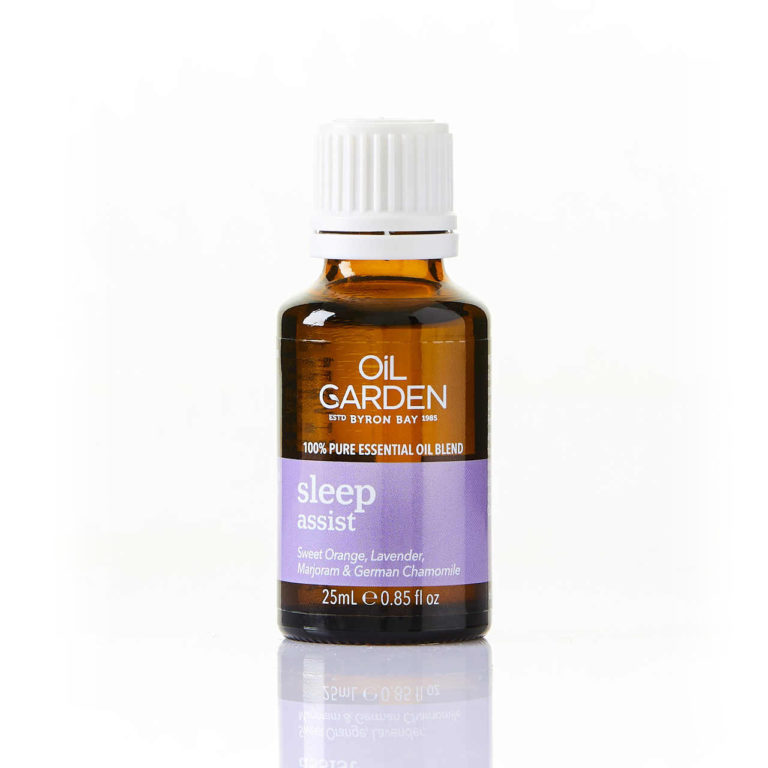 OiL
GARDEN
ESTD BYRON BAY 1985
100% PURE ESSENTIAL OIL BLEND
sleep
assist
Sweet Orange, Lavender,
Marjoram & German Chamomile
25mL ℮ 0.85 fl oz